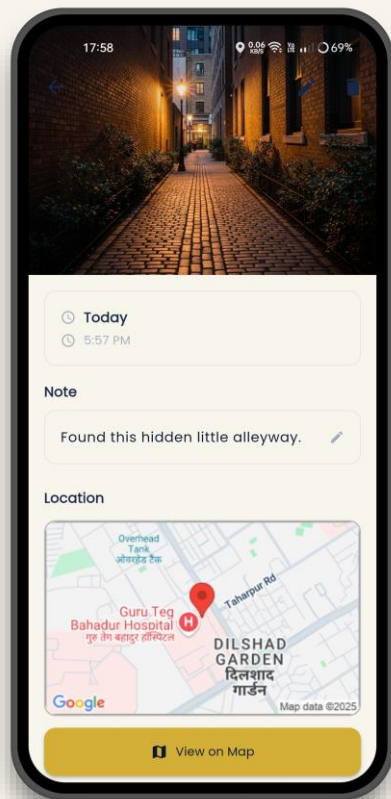 17:58 0.06 KB/S Vo LTE 69%
Today
5:57 PM
Note
Found this hidden little alleyway.
Location
Overhead
Tank
ओवरहेड टैंक
Taharpur Rd
Guru Teg
Bahadur Hospital
गुरु तेग बहादुर हॉस्पिटल
H
DILSHAD
GARDEN
दिलशाद
गार्डन
Google
Map data ©2025
View on Map